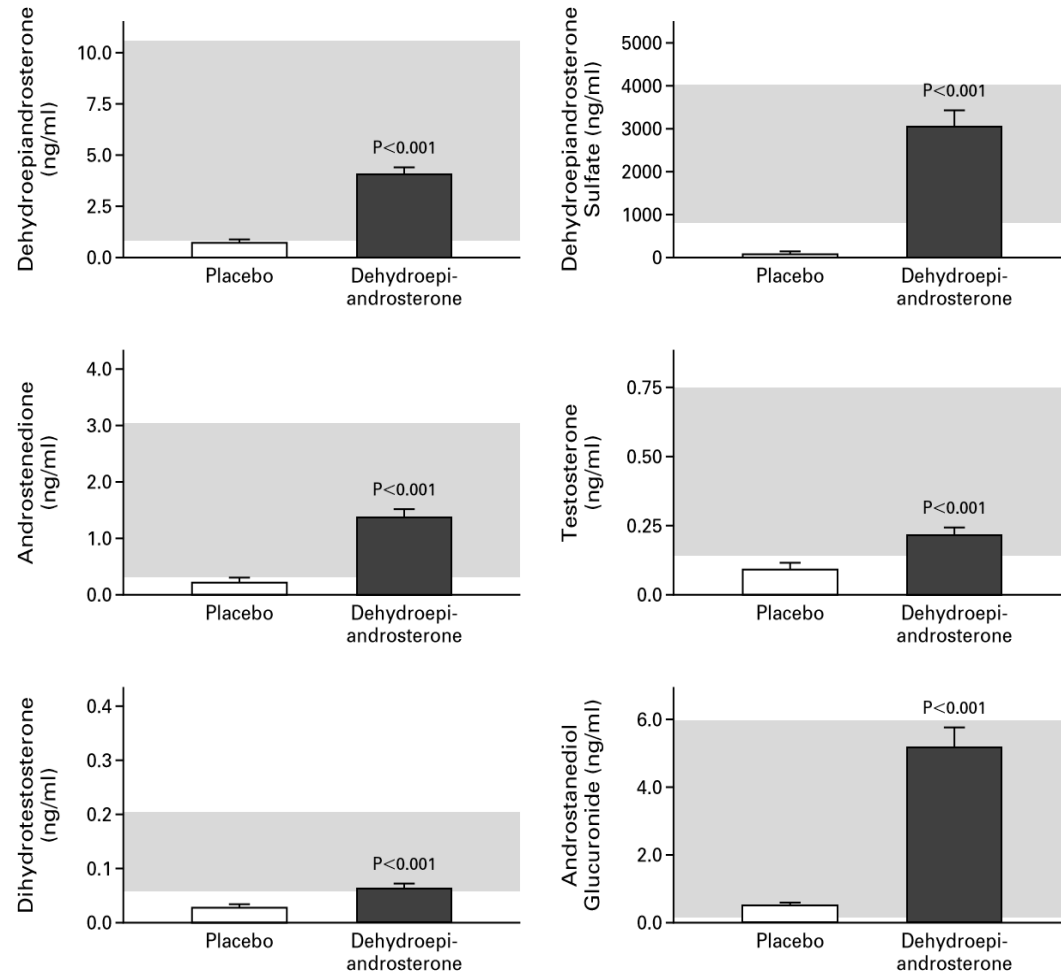 Dehydroepiandrosterone
(ng/ml)
10.0
7.5
5.0
2.5
0.0
P<0.001
Placebo
Dehydroepi-
androsterone
Dehydroepiandrosterone
Sulfate (ng/ml)
5000
4000
3000
2000
1000
0
P<0.001
Placebo
Dehydroepi-
androsterone
Androstenedione
(ng/ml)
4.0
3.0
2.0
1.0
0.0
P<0.001
Placebo
Dehydroepi-
androsterone
Testosterone
(ng/ml)
0.75
0.50
0.25
0.0
P<0.001
Placebo
Dehydroepi-
androsterone
Dihydrotestosterone
(ng/ml)
0.4
0.3
0.2
0.1
0.0
P<0.001
Placebo
Dehydroepi-
androsterone
Androstanediol
Glucuronide (ng/ml)
6.0
4.0
2.0
0.0
P<0.001
Placebo
Dehydroepi-
androsterone